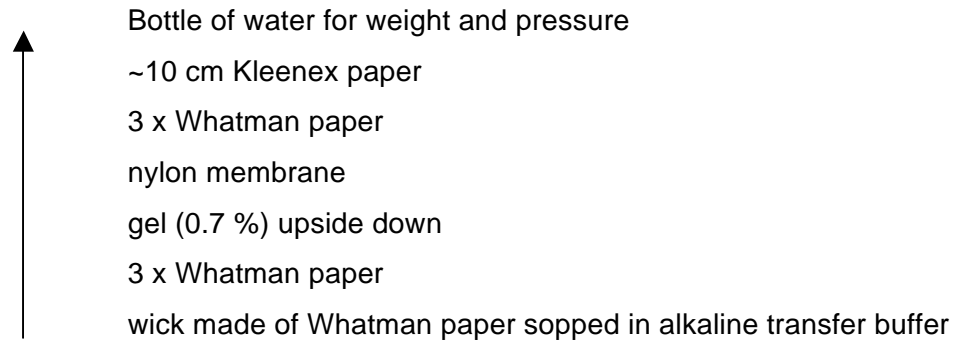 Bottle of water for weight and pressure
~10 cm Kleenex paper
3 x Whatman paper
nylon membrane
gel (0.7 %) upside down
3 x Whatman paper
wick made of Whatman paper sopped in alkaline transfer buffer